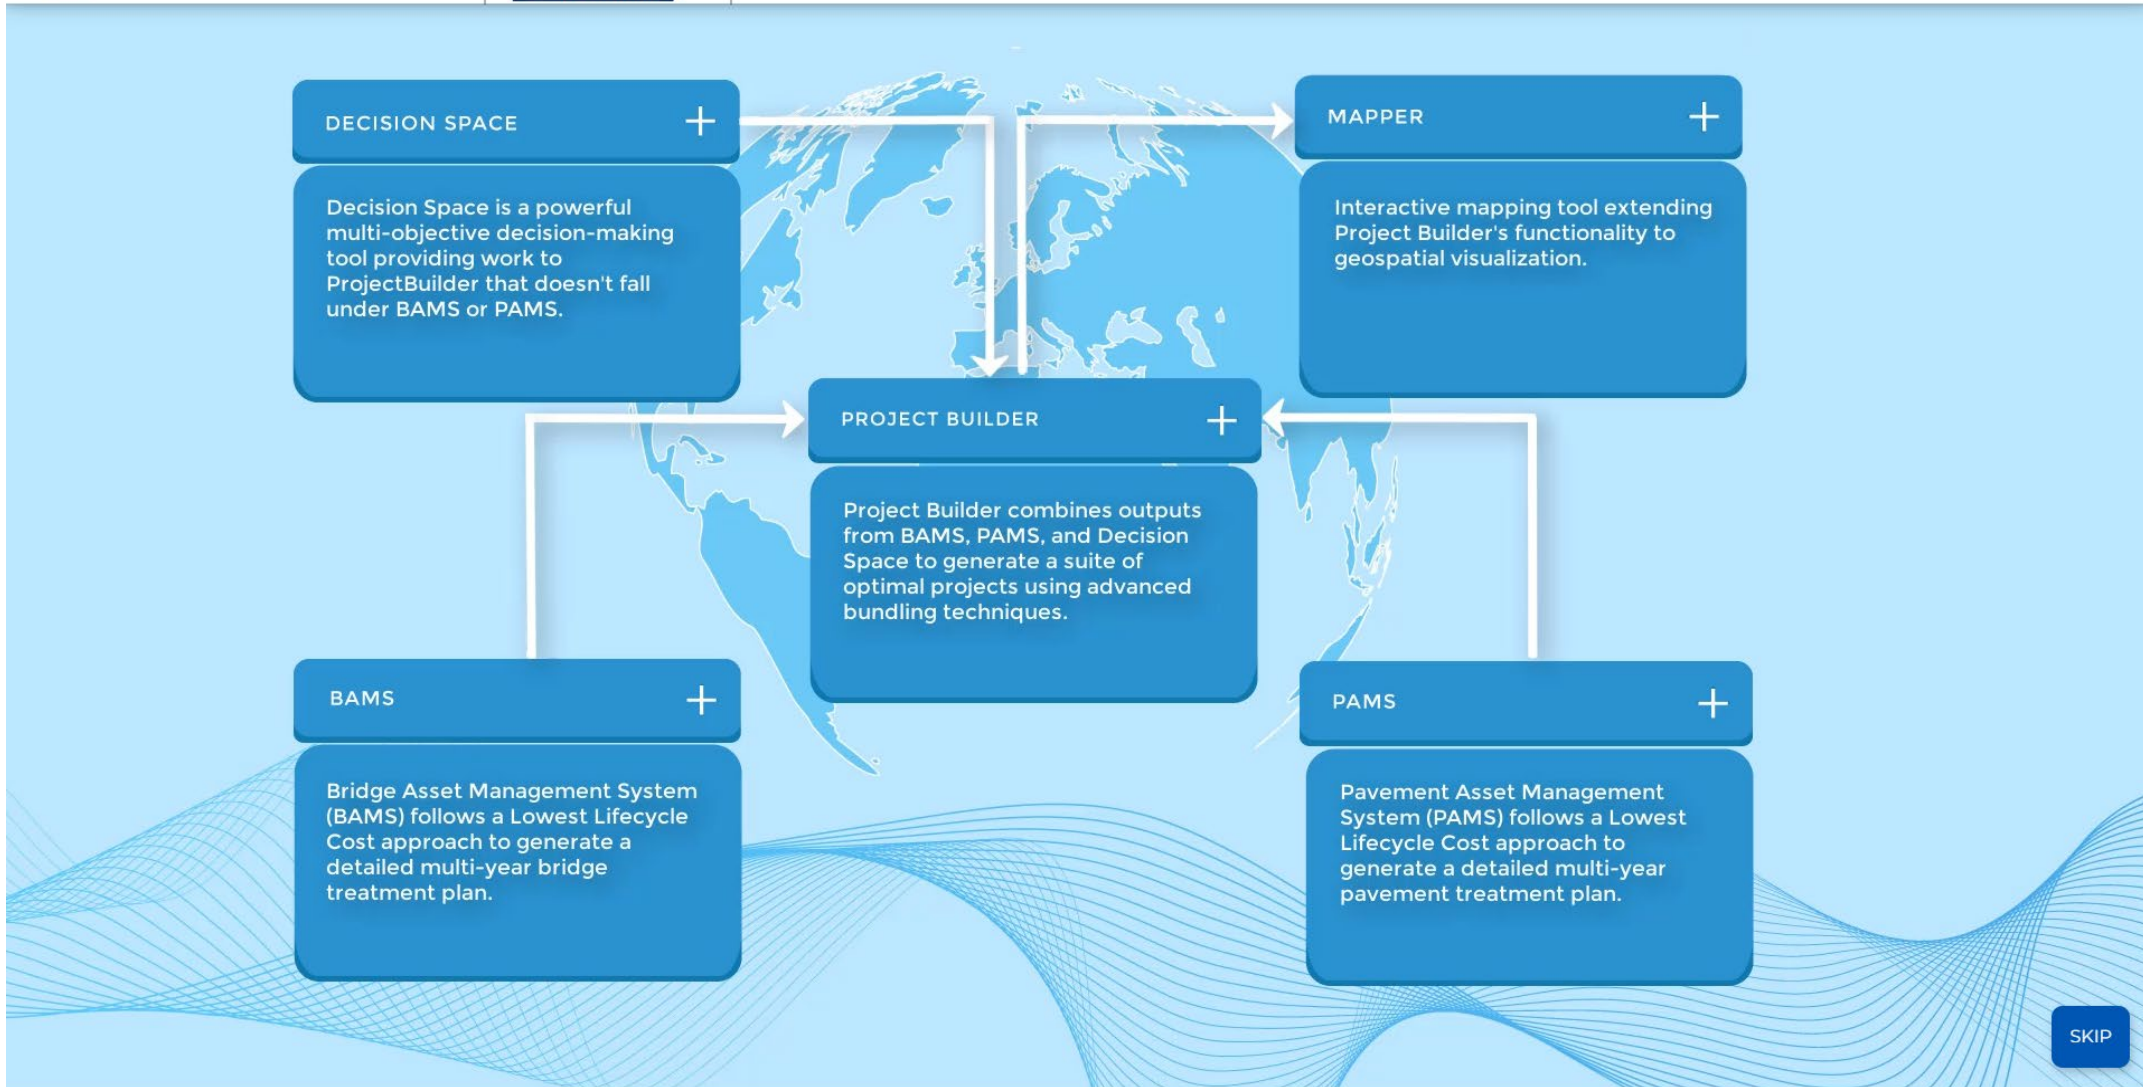 DECISION SPACE
Decision Space is a powerful
multi-objective decision-making
tool providing work to
ProjectBuilder that doesn't fall
under BAMS or PAMS.
MAPPER
Interactive mapping tool extending
Project Builder's functionality to
geospatial visualization.
PROJECT BUILDER
Project Builder combines outputs
from BAMS, PAMS, and Decision
Space to generate a suite of
optimal projects using advanced
bundling techniques.
BAMS
Bridge Asset Management System
(BAMS) follows a Lowest Lifecycle
Cost approach to generate a
detailed multi-year bridge
treatment plan.
PAMS
Pavement Asset Management
System (PAMS) follows a Lowest
Lifecycle Cost approach to
generate a detailed multi-year
pavement treatment plan.
SKIP